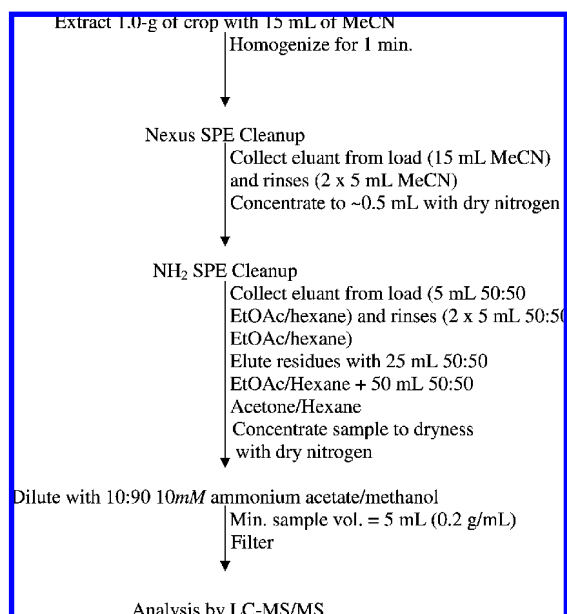 Extract 1.0-g of crop with 15 mL of MeCN
Homogenize for 1 min.
Nexus SPE Cleanup
Collect eluant from load (15 mL MeCN)
and rinses (2 x 5 mL MeCN)
Concentrate to ~0.5 mL with dry nitrogen
NH₂ SPE Cleanup
Collect eluant from load (5 mL 50:50
EtOAc/hexane) and rinses (2 x 5 mL 50:50
EtOAc/hexane)
Elute residues with 25 mL 50:50
EtOAc/Hexane + 50 mL 50:50
Acetone/Hexane
Concentrate sample to dryness
with dry nitrogen
Dilute with 10:90 10mM ammonium acetate/methanol
Min. sample vol. = 5 mL (0.2 g/mL)
Filter
Analysis by LC-MS/MS